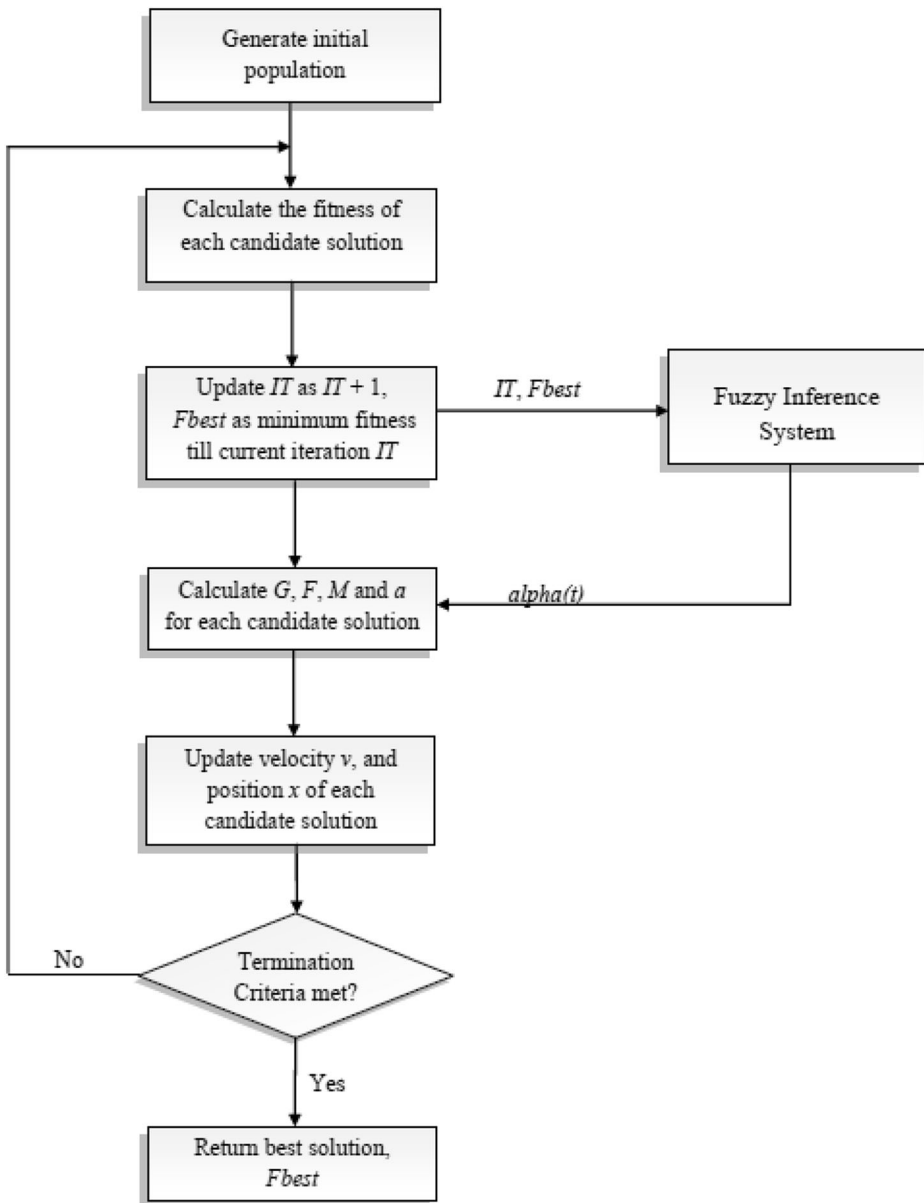 Generate initial
population
Calculate the fitness of
each candidate solution
Update IT as IT + 1,
Fbest as minimum fitness
till current iteration IT
IT, Fbest
Fuzzy Inference
System
Calculate G, F, M and a
for each candidate solution
alpha(t)
Update velocity v, and
position x of each
candidate solution
Termination
Criteria met?
No
Yes
Return best solution,
Fbest